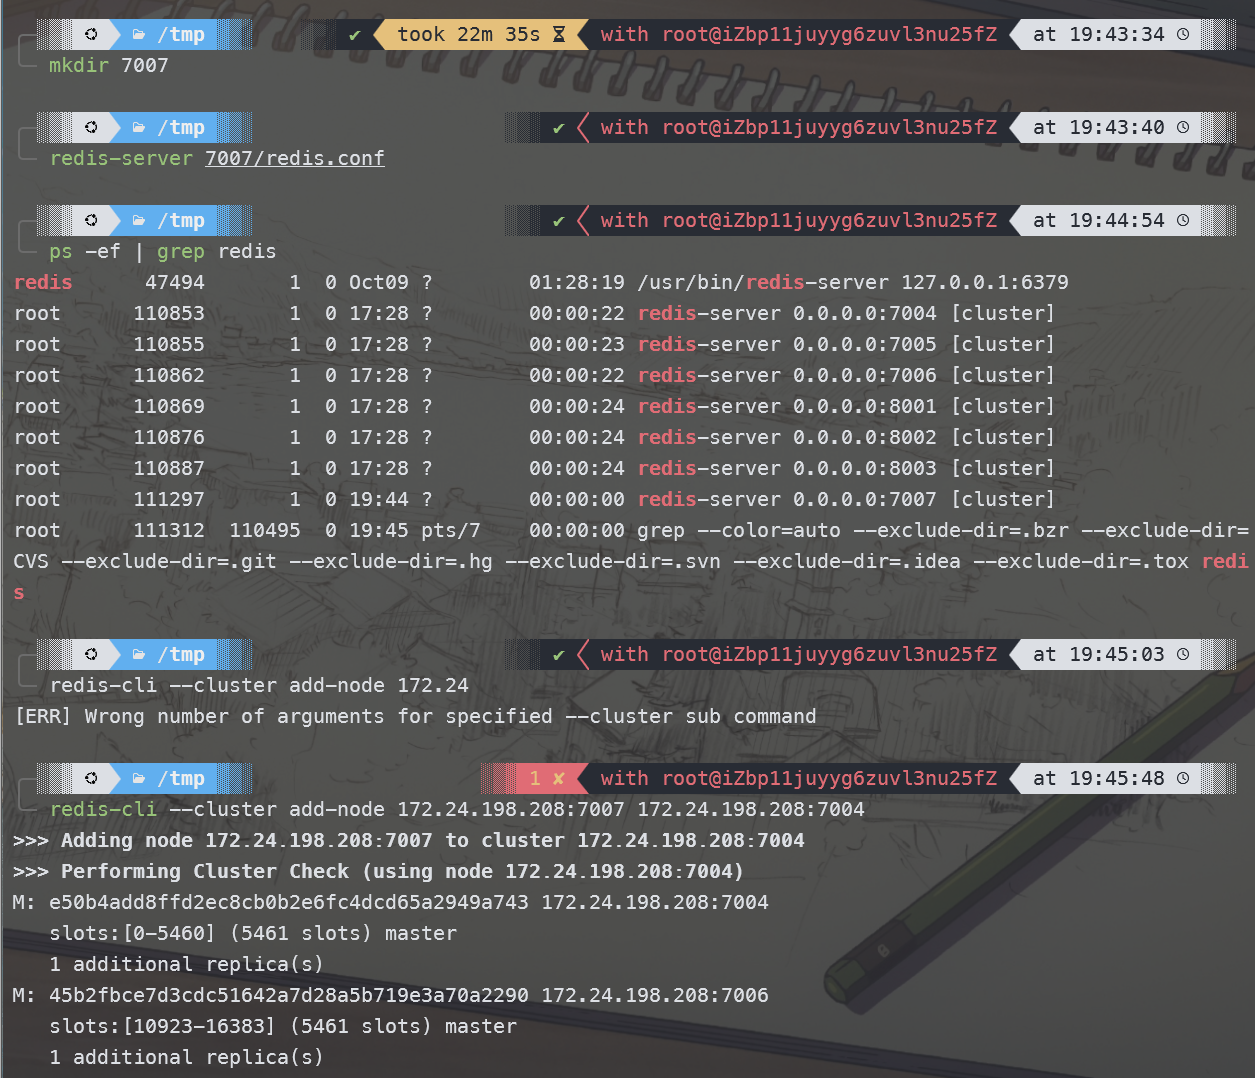 /tmp ✔ took 22m 35s with root@iZbp11juyyg6zuvl3nu25fZ at 19:43:34
mkdir 7007
/tmp ✔ with root@iZbp11juyyg6zuvl3nu25fZ at 19:43:40
redis-server 7007/redis.conf
/tmp ✔ with root@iZbp11juyyg6zuvl3nu25fZ at 19:44:54
ps -ef | grep redis
redis 47494 1 0 Oct09 ? 01:28:19 /usr/bin/redis-server 127.0.0.1:6379
root 110853 1 0 17:28 ? 00:00:22 redis-server 0.0.0.0:7004 [cluster]
root 110855 1 0 17:28 ? 00:00:23 redis-server 0.0.0.0:7005 [cluster]
root 110862 1 0 17:28 ? 00:00:22 redis-server 0.0.0.0:7006 [cluster]
root 110869 1 0 17:28 ? 00:00:24 redis-server 0.0.0.0:8001 [cluster]
root 110876 1 0 17:28 ? 00:00:24 redis-server 0.0.0.0:8002 [cluster]
root 110887 1 0 17:28 ? 00:00:24 redis-server 0.0.0.0:8003 [cluster]
root 111297 1 0 19:44 ? 00:00:00 redis-server 0.0.0.0:7007 [cluster]
root 111312 110495 0 19:45 pts/7 00:00:00 grep --color=auto --exclude-dir=.bzr --exclude-dir=
CVS --exclude-dir=.git --exclude-dir=.hg --exclude-dir=.svn --exclude-dir=.idea --exclude-dir=.tox redi
s
/tmp ✔ with root@iZbp11juyyg6zuvl3nu25fZ at 19:45:03
redis-cli --cluster add-node 172.24
[ERR] Wrong number of arguments for specified --cluster sub command
/tmp 1 ✘ with root@iZbp11juyyg6zuvl3nu25fZ at 19:45:48
redis-cli --cluster add-node 172.24.198.208:7007 172.24.198.208:7004
>>> Adding node 172.24.198.208:7007 to cluster 172.24.198.208:7004
>>> Performing Cluster Check (using node 172.24.198.208:7004)
M: e50b4add8ffd2ec8cb0b2e6fc4dcd65a2949a743 172.24.198.208:7004
slots:[0-5460] (5461 slots) master
1 additional replica(s)
M: 45b2fbce7d3cdc51642a7d28a5b719e3a70a2290 172.24.198.208:7006
slots:[10923-16383] (5461 slots) master
1 additional replica(s)